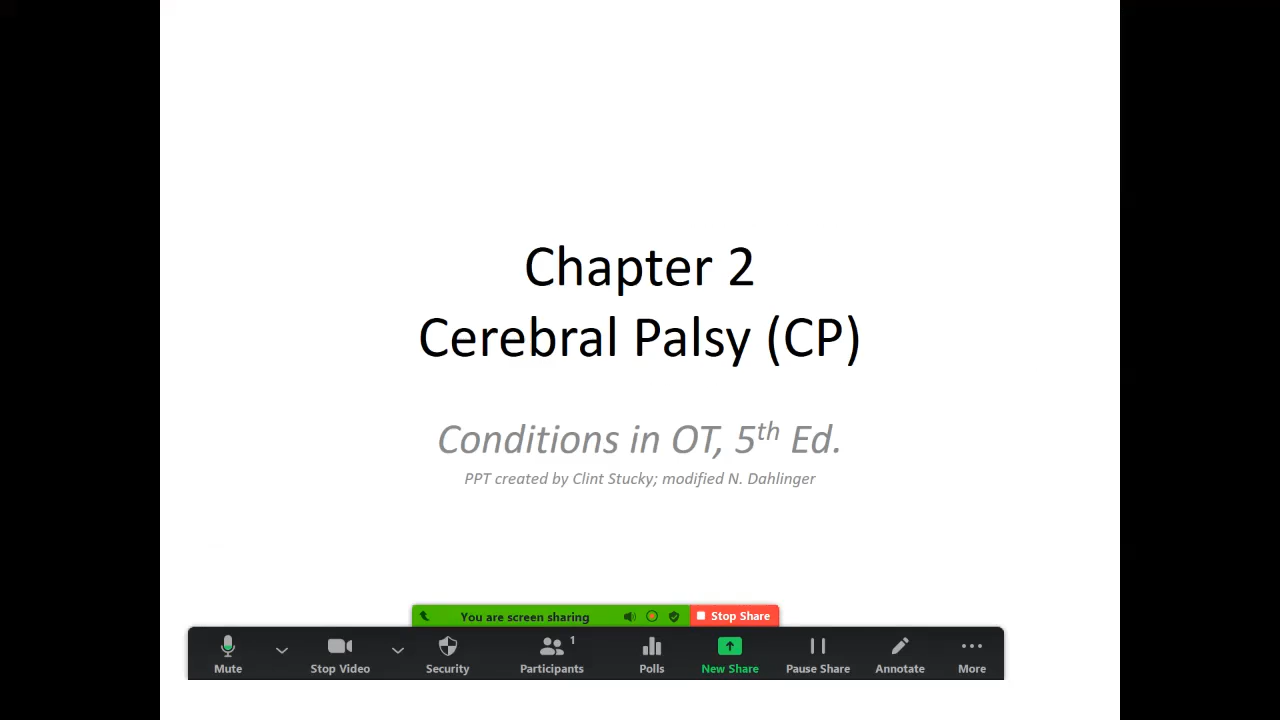 Chapter 2
Cerebral Palsy (CP)
Conditions in OT, 5th Ed.
PPT created by Clint Stucky; modified N. Dahlinger
You are screen sharing
Stop Share
Mute
Stop Video
Security
Participants
1
Polls
New Share
Pause Share
Annotate
More